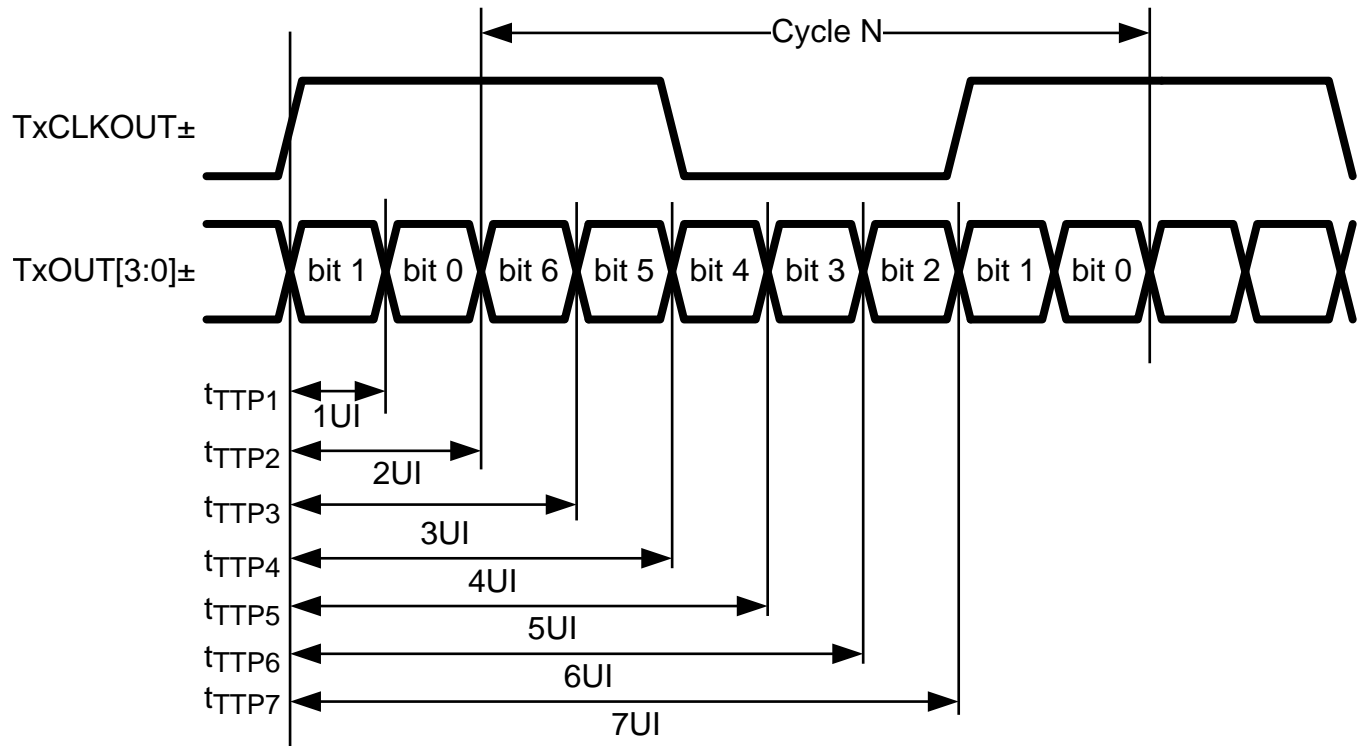 Cycle N
TxCLKOUT±
TxOUT[3:0]±
bit 1 bit 0 bit 6 bit 5 bit 4 bit 3 bit 2 bit 1 bit 0
tTTP1
1UI
tTTP2
2UI
tTTP3
3UI
tTTP4
4UI
tTTP5
5UI
tTTP6
6UI
tTTP7
7UI